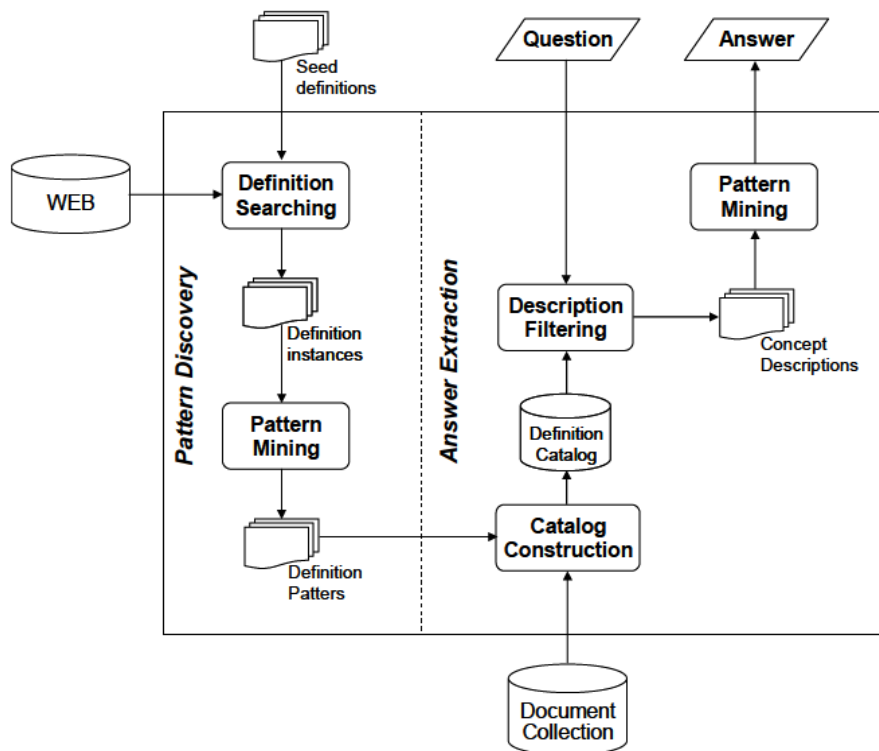 Seed
definitions
Question
Answer
WEB
Definition
Searching
Pattern
Mining
Pattern Discovery
Definition
instances
Answer Extraction
Description
Filtering
Concept
Descriptions
Pattern
Mining
Definition
Catalog
Definition
Patters
Catalog
Construction
Document
Collection